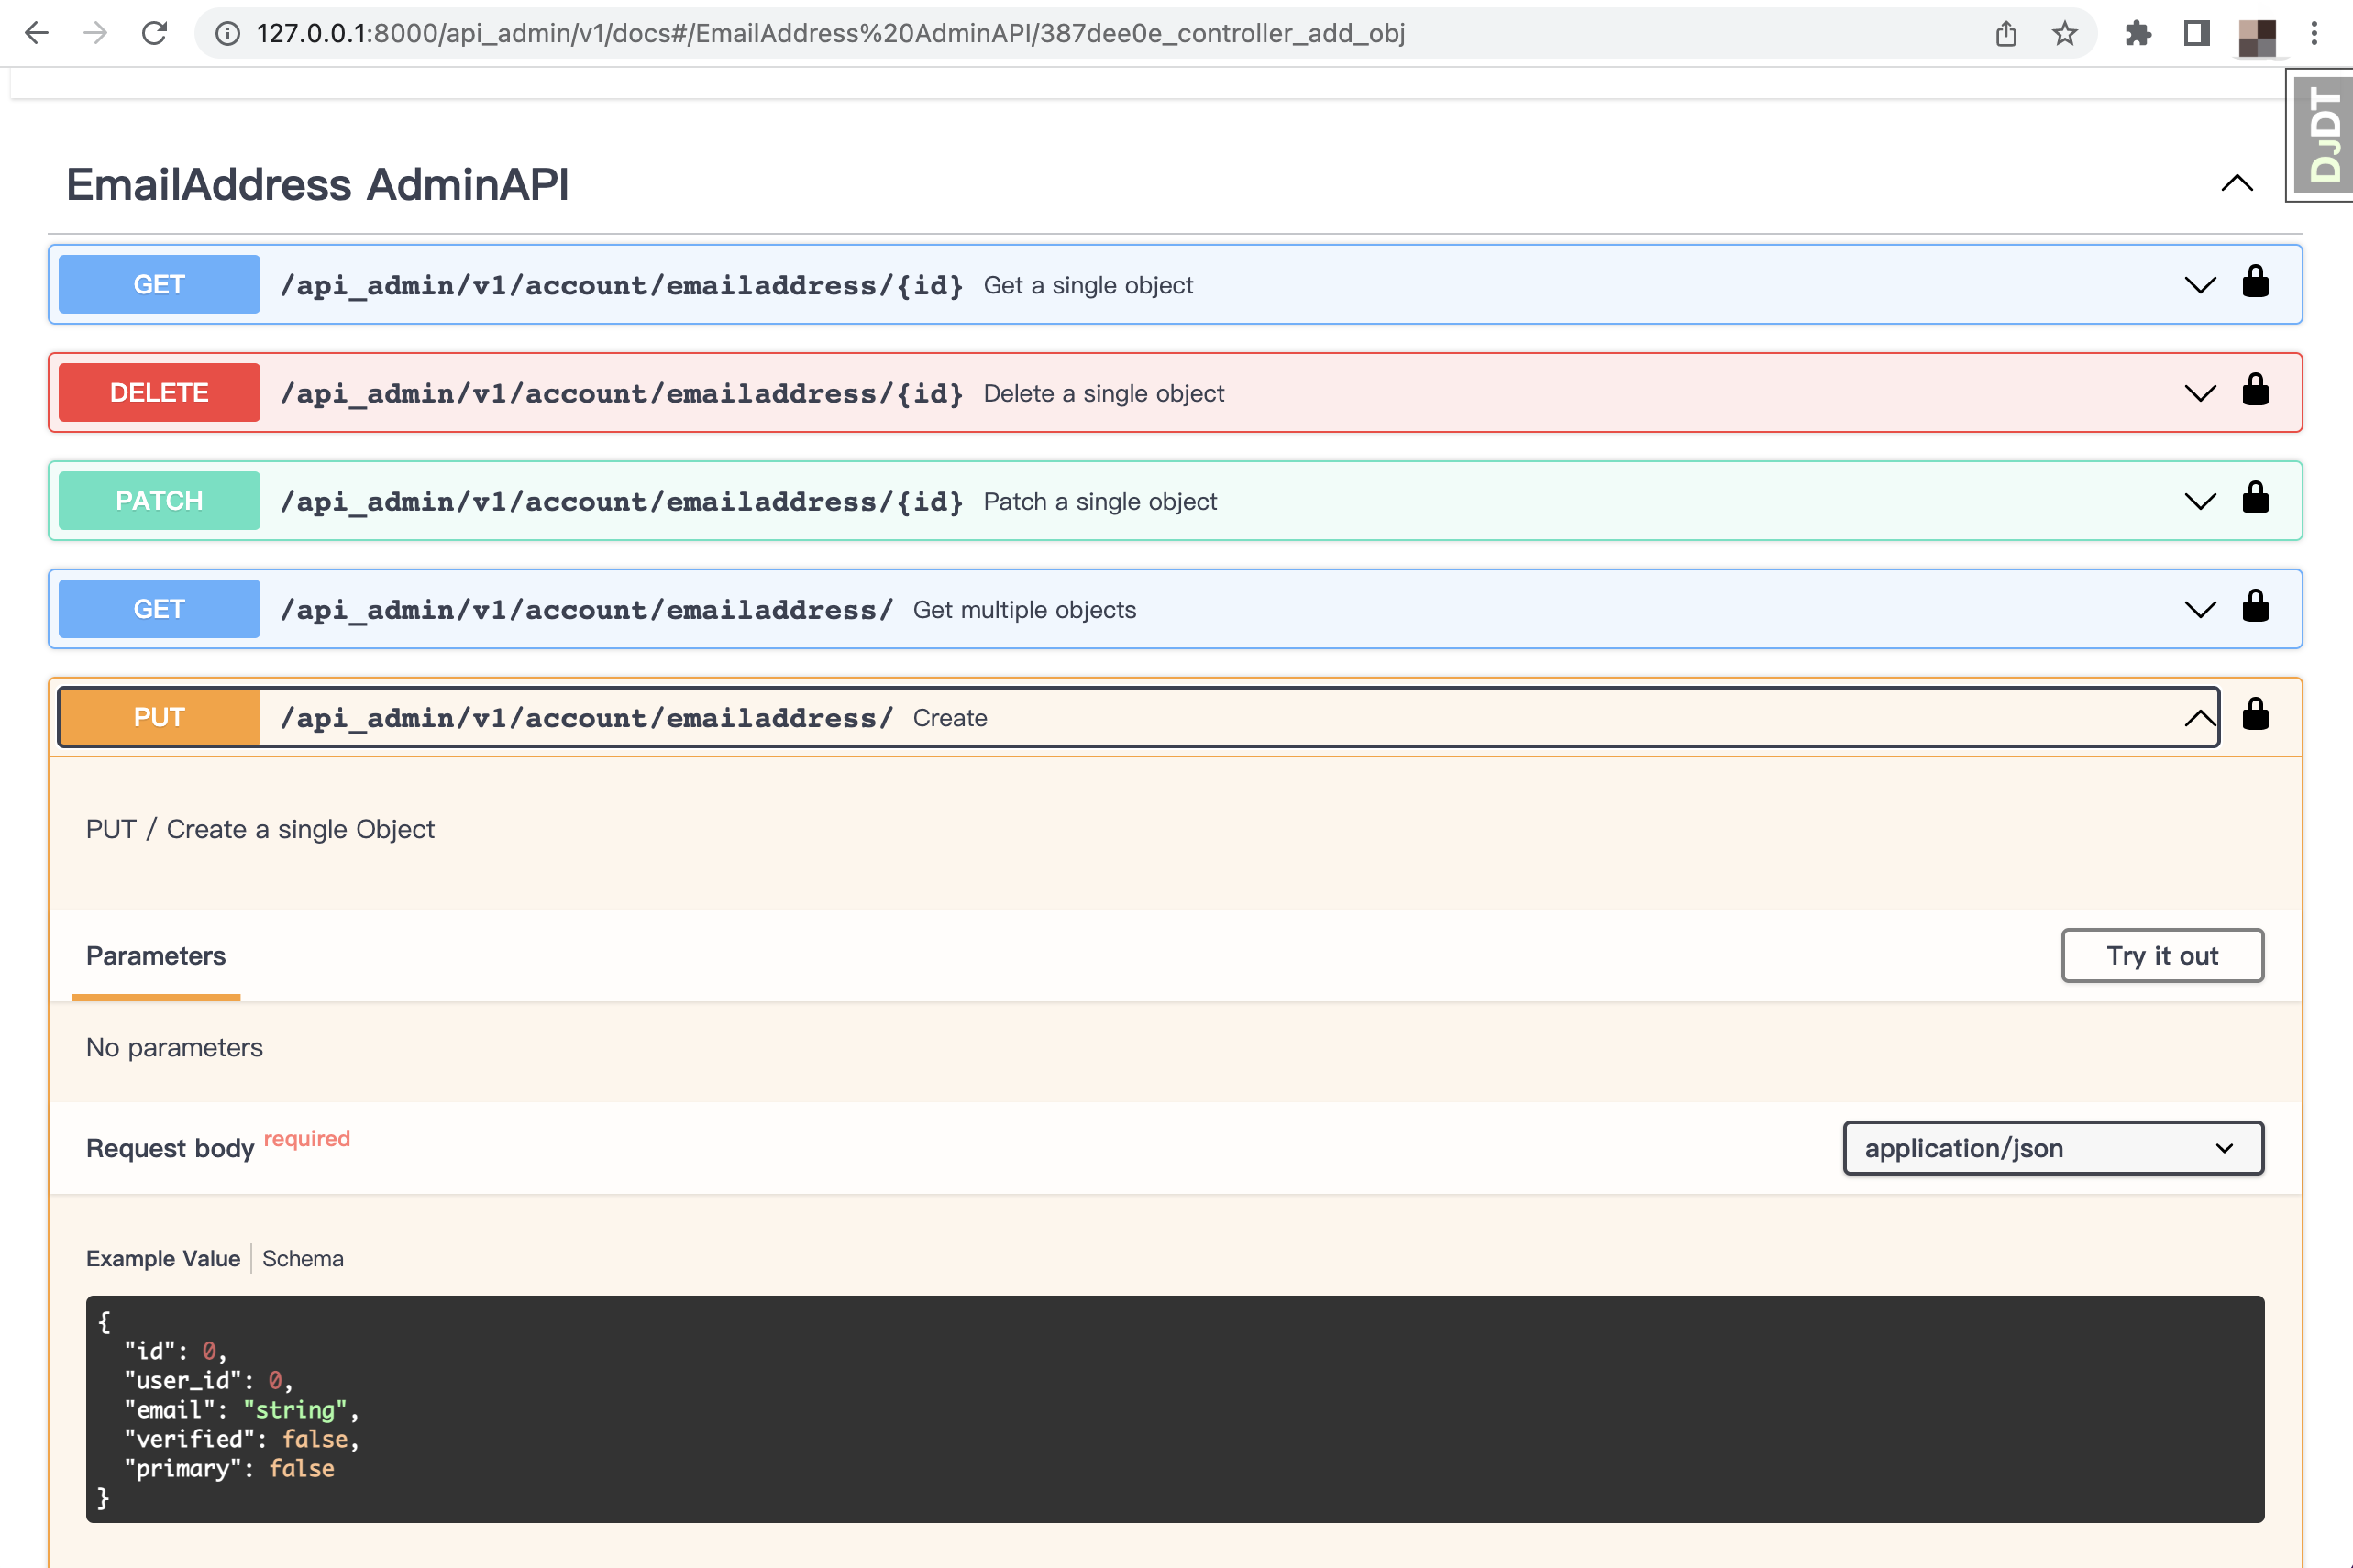 127.0.0.1:8000/api_admin/v1/docs#/EmailAddress%20AdminAPI/387dee0e_controller_add_obj
DJDT
EmailAddress AdminAPI
GET /api_admin/v1/account/emailaddress/{id} Get a single object
DELETE /api_admin/v1/account/emailaddress/{id} Delete a single object
PATCH /api_admin/v1/account/emailaddress/{id} Patch a single object
GET /api_admin/v1/account/emailaddress/ Get multiple objects
PUT /api_admin/v1/account/emailaddress/ Create
PUT / Create a single Object
Parameters
Try it out
No parameters
Request body required
application/json
Example Value
Schema
{
"id": 0,
"user_id": 0,
"email": "string",
"verified": false,
"primary": false
}